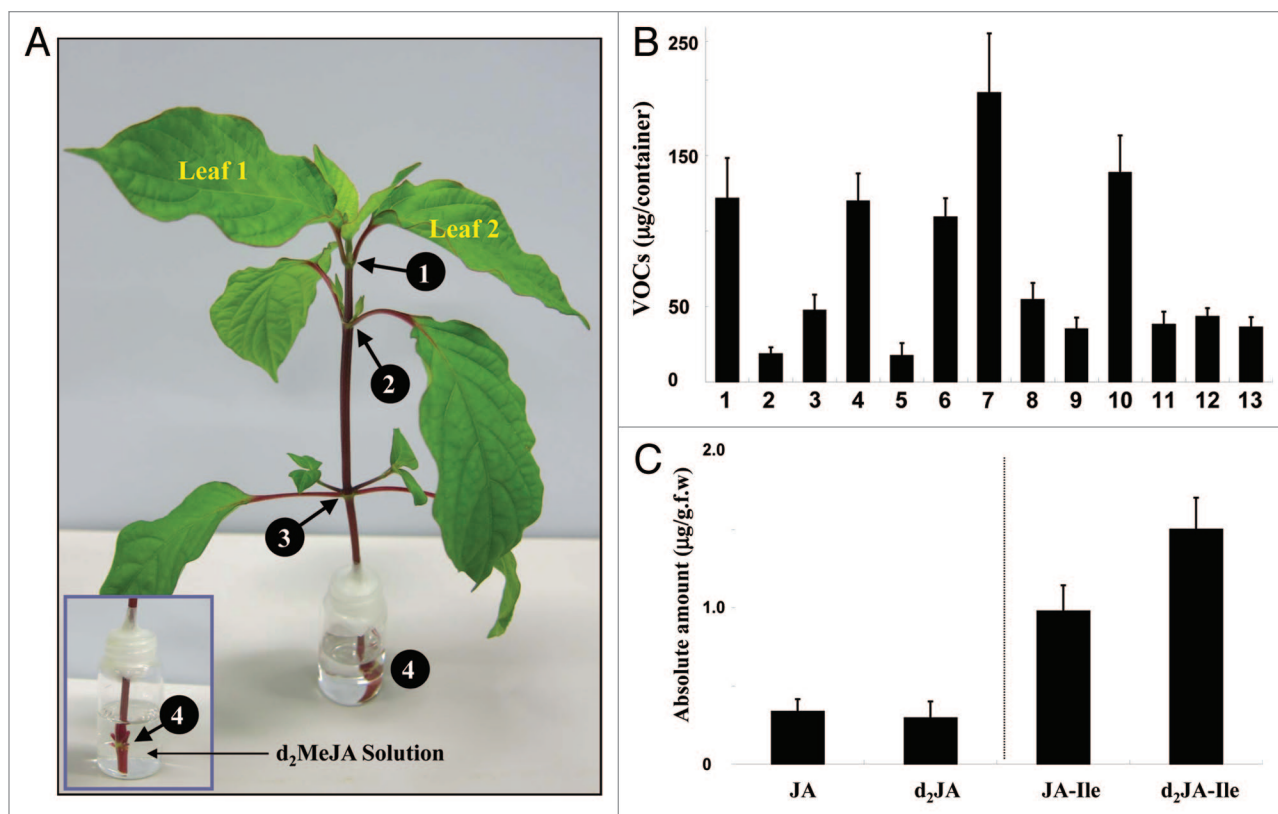 A
Leaf 1
Leaf 2
1
2
3
4
4
d₂MeJA Solution
B
VOCs (µg/container)
250
150
50
0
1 2 3 4 5 6 7 8 9 10 11 12 13
C
Absolute amount (µg/g.f.w)
2.0
1.0
0
JA d₂JA JA-Ile d₂JA-Ile